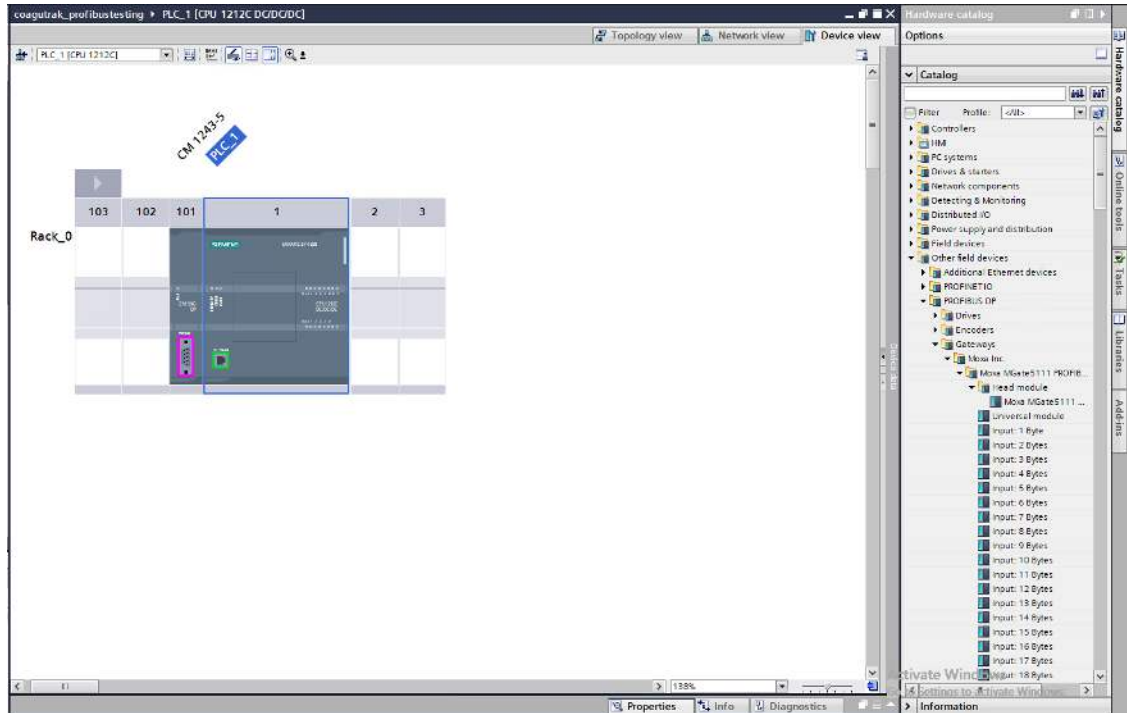 coagutrak_profibustesting ▸ PLC_1 [CPU 1212C DC/DC/DC]
Topology view
Network view
Device view
PLC_1 [CPU 1212C]
CM 1243-5
PLC_1
103 102 101 1 2 3
Rack_0
SIEMENS
138%
Properties
Info
Diagnostics
Hardware catalog
Options
Catalog
Filter Profile: <All>
Controllers
HMI
PC systems
Drives & starters
Network components
Detecting & Monitoring
Distributed I/O
Power supply and distribution
Field devices
Other field devices
Additional Ethernet devices
PROFINET IO
PROFIBUS DP
Drives
Encoders
Gateways
Moxa Inc.
Moxa MGate5111 PROFIB...
Head module
Moxa MGate5111 ...
Universal module
Input: 1 Byte
Input: 2 Bytes
Input: 3 Bytes
Input: 4 Bytes
Input: 5 Bytes
Input: 6 Bytes
Input: 7 Bytes
Input: 8 Bytes
Input: 9 Bytes
Input: 10 Bytes
Input: 11 Bytes
Input: 12 Bytes
Input: 13 Bytes
Input: 14 Bytes
Input: 15 Bytes
Input: 16 Bytes
Input: 17 Bytes
Input: 18 Bytes
Activate Windows
Settings to activate Windows.
Information
Hardware catalog
Online tools
Tasks
Libraries
Add-ins